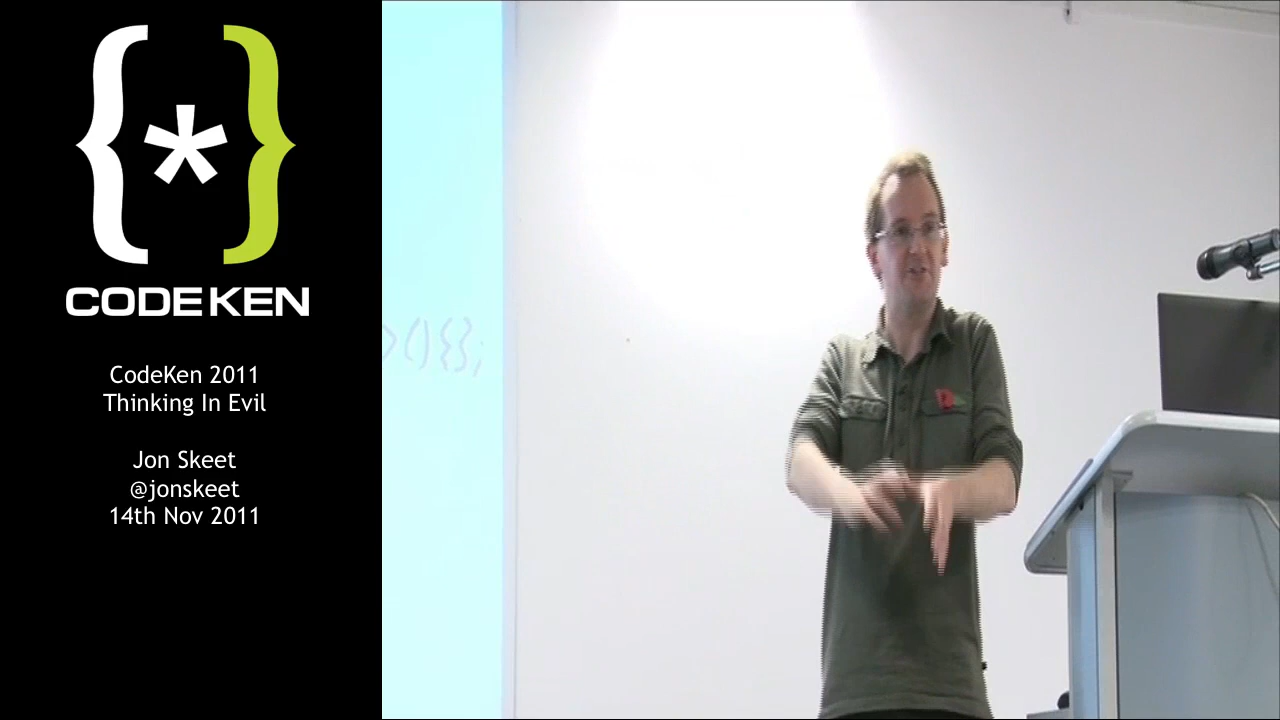 {*}
CODEKEN
CodeKen 2011
Thinking In Evil
Jon Skeet
@jonskeet
14th Nov 2011
>(){};